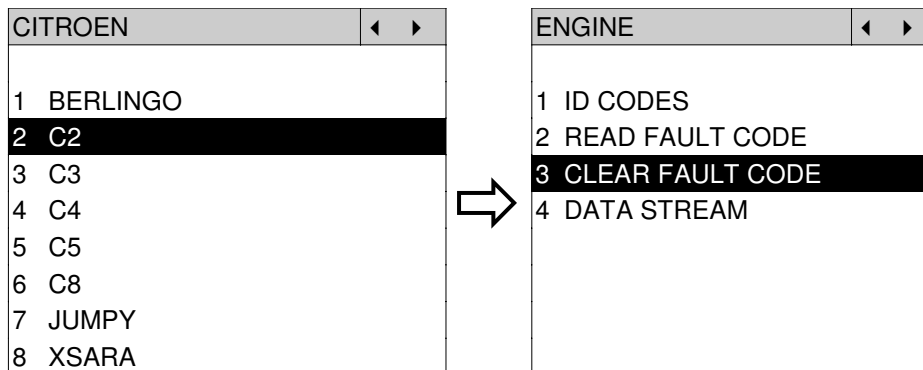 CITROEN
1 BERLINGO
2 C2
3 C3
4 C4
5 C5
6 C8
7 JUMPY
8 XSARA
ENGINE
1 ID CODES
2 READ FAULT CODE
3 CLEAR FAULT CODE
4 DATA STREAM